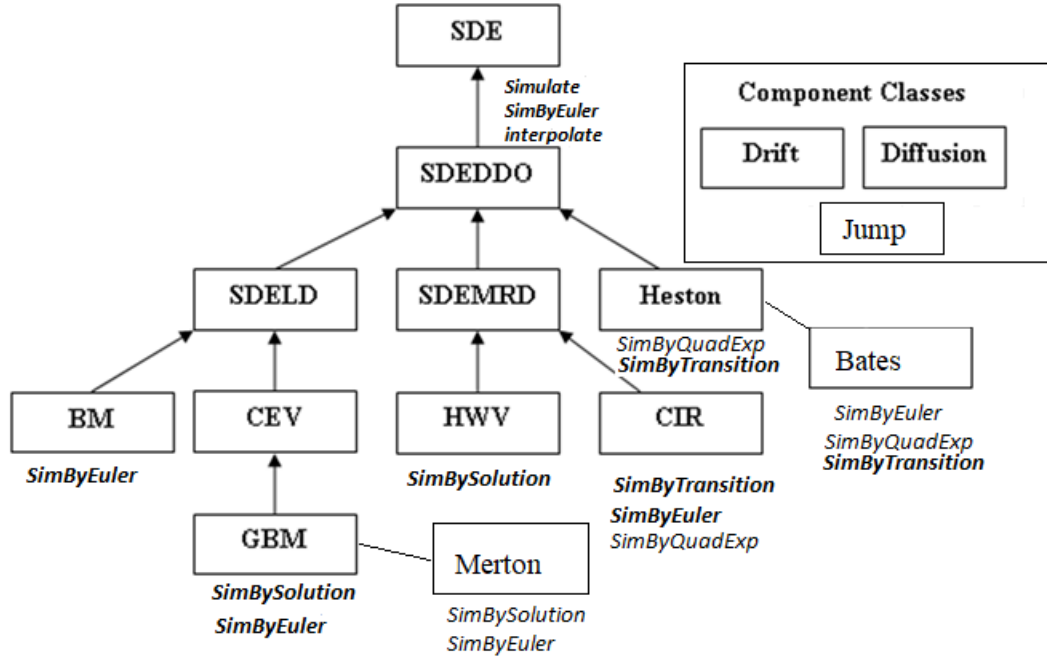 SDE
Simulate
SimByEuler
interpolate
Component Classes
Drift
Diffusion
Jump
SDEDDO
SDELD
SDEMRD
Heston
SimByQuadExp
SimByTransition
Bates
SimByEuler
SimByQuadExp
SimByTransition
BM
SimByEuler
CEV
HWV
SimBySolution
CIR
SimByTransition
SimByEuler
SimByQuadExp
GBM
SimBySolution
SimByEuler
Merton
SimBySolution
SimByEuler